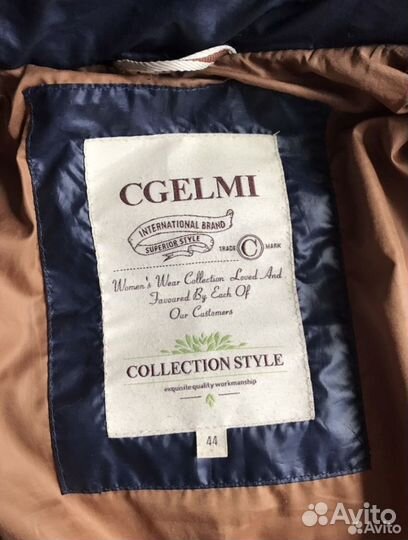 CGELMI
INTERNATIONAL BRAND
SUPERIOR STYLE
TRADE C MARK
Women's Wear Collection Loved And
Favoured By Each Of
Our Customers
COLLECTION STYLE
exquisite quality workmanship
44
Avito
Avito